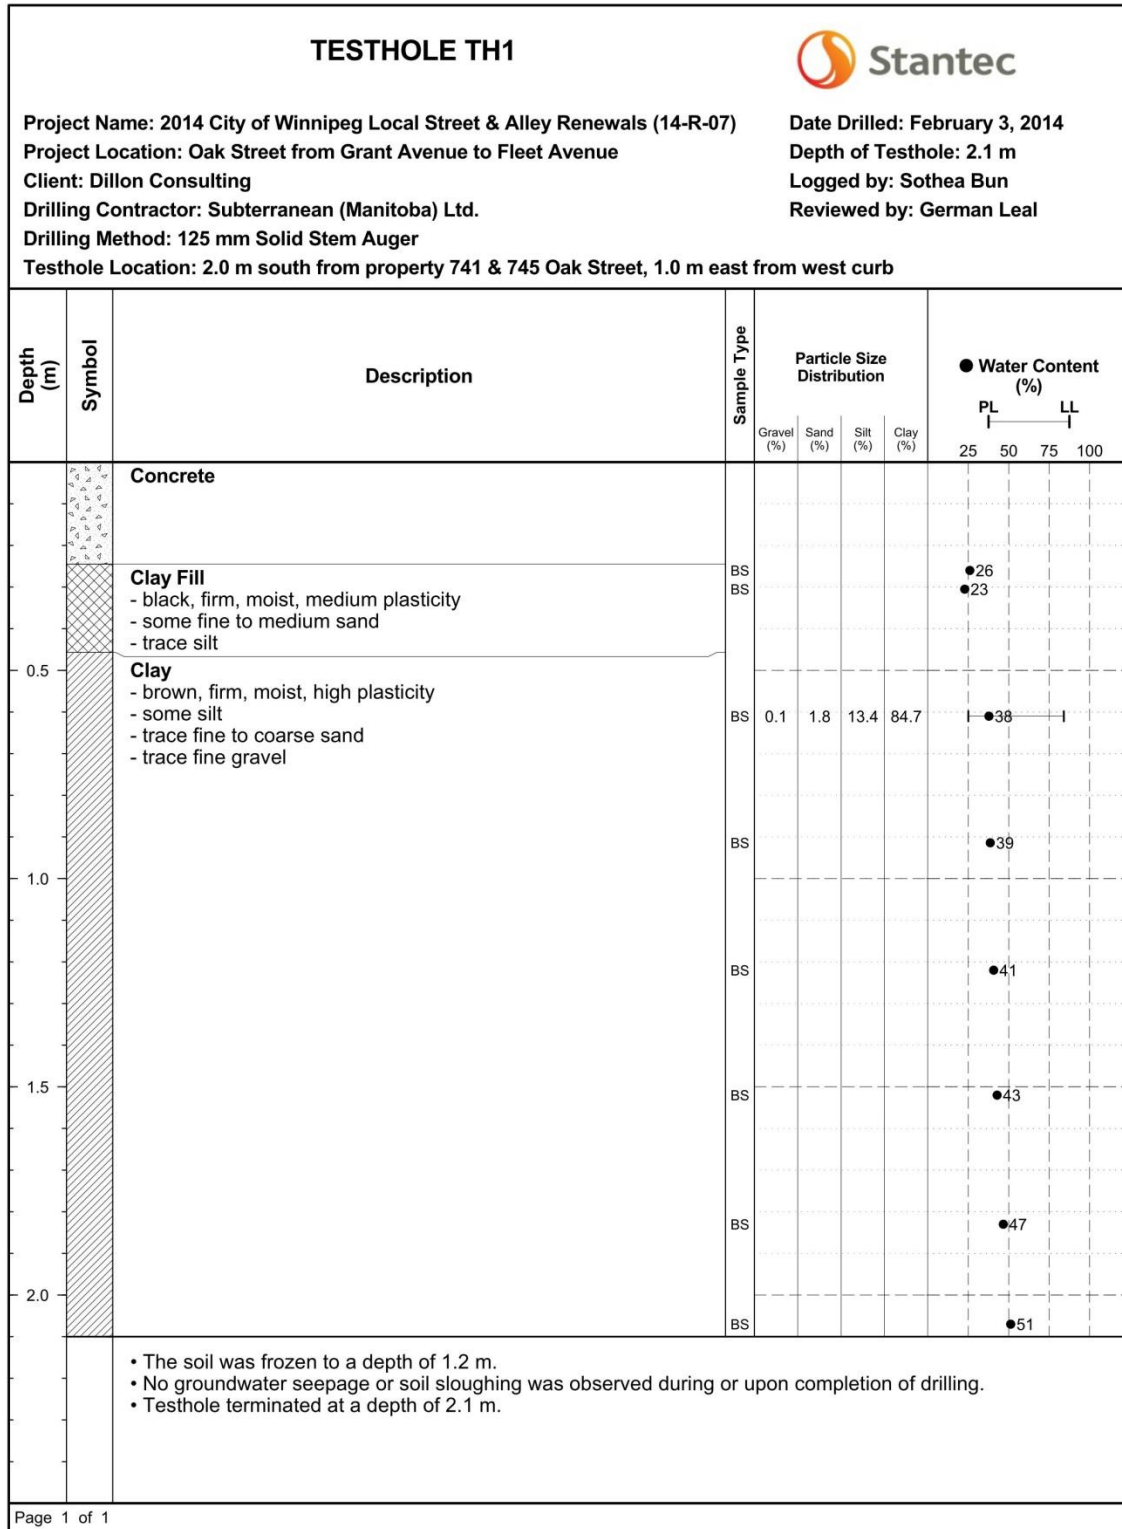 TESTHOLE TH1
Stantec
Project Name: 2014 City of Winnipeg Local Street & Alley Renewals (14-R-07)
Date Drilled: February 3, 2014
Project Location: Oak Street from Grant Avenue to Fleet Avenue
Depth of Testhole: 2.1 m
Client: Dillon Consulting
Logged by: Sothea Bun
Drilling Contractor: Subterranean (Manitoba) Ltd.
Reviewed by: German Leal
Drilling Method: 125 mm Solid Stem Auger
Testhole Location: 2.0 m south from property 741 & 745 Oak Street, 1.0 m east from west curb
Depth
(m)
Symbol
Description
Sample Type
Particle Size
Distribution
Gravel
(%)
Sand
(%)
Silt
(%)
Clay
(%)
● Water Content
(%)
PL LL
25 50 75 100
Concrete
BS 26
Clay Fill
BS 23
- black, firm, moist, medium plasticity
- some fine to medium sand
- trace silt
0.5
Clay
- brown, firm, moist, high plasticity
- some silt
BS 0.1 1.8 13.4 84.7 38
- trace fine to coarse sand
- trace fine gravel
BS 39
1.0
BS 41
1.5
BS 43
BS 47
2.0
BS 51
• The soil was frozen to a depth of 1.2 m.
• No groundwater seepage or soil sloughing was observed during or upon completion of drilling.
• Testhole terminated at a depth of 2.1 m.
Page 1 of 1